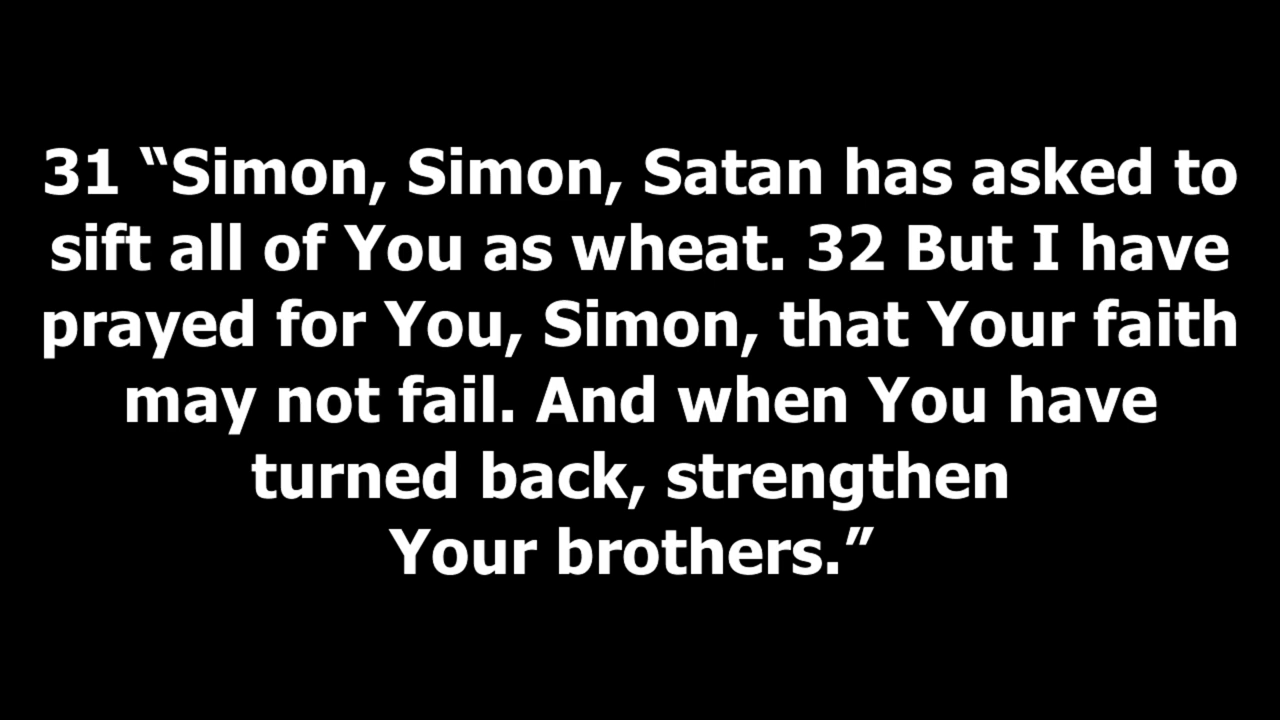 31 “Simon, Simon, Satan has asked to
sift all of You as wheat. 32 But I have
prayed for You, Simon, that Your faith
may not fail. And when You have
turned back, strengthen
Your brothers.”